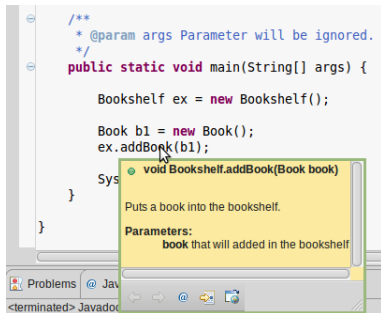 /**
* @param args Parameter will be ignored.
*/
public static void main(String[] args) {
Bookshelf ex = new Bookshelf();
Book b1 = new Book();
ex.addBook(b1);
Sys
void Bookshelf.addBook(Book book)
Puts a book into the bookshelf.
Parameters:
book that will added in the bookshelf
}
}
Problems @ Jav
<terminated> Javadoc